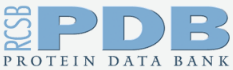 RCSB PDB
PROTEIN DATA BANK